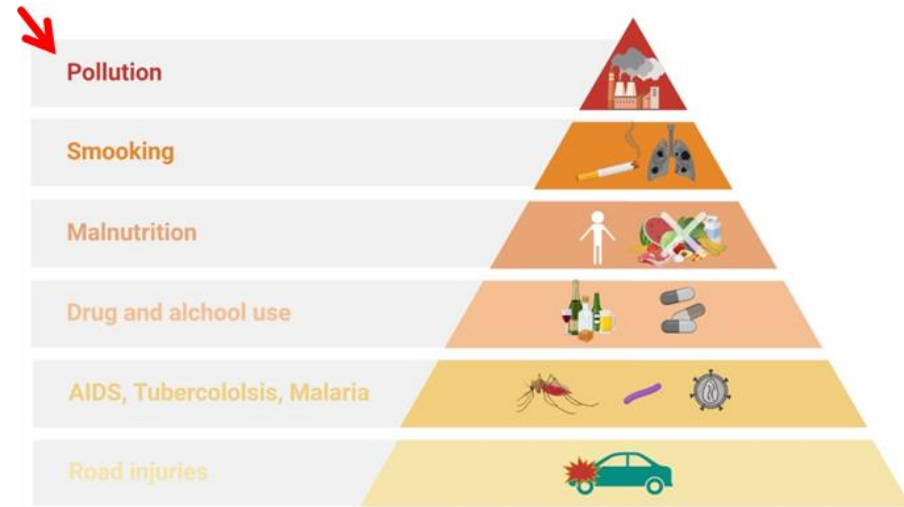 Pollution
Smooking
Malnutrition
Drug and alchool use
AIDS, Tubercololsis, Malaria
Road injuries